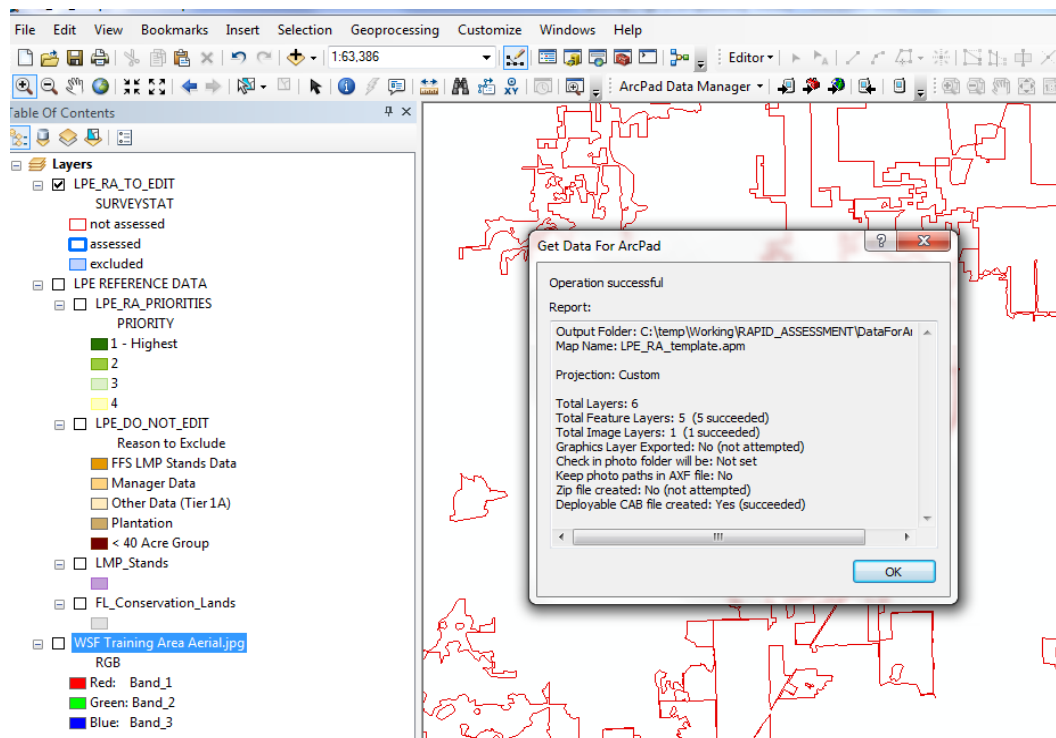 File Edit View Bookmarks Insert Selection Geoprocessing Customize Windows Help
1:63,386 Editor
ArcPad Data Manager
Table Of Contents
Layers
LPE_RA_TO_EDIT
SURVEYSTAT
not assessed
assessed
excluded
LPE REFERENCE DATA
LPE_RA_PRIORITIES
PRIORITY
1 - Highest
2
3
4
LPE_DO_NOT_EDIT
Reason to Exclude
FFS LMP Stands Data
Manager Data
Other Data (Tier 1A)
Plantation
< 40 Acre Group
LMP_Stands
FL_Conservation_Lands
WSF Training Area Aerial.jpg
RGB
Red: Band_1
Green: Band_2
Blue: Band_3
Get Data For ArcPad
Operation successful
Report:
Output Folder: C:\temp\Working\RAPID_ASSESSMENT\DataForAr
Map Name: LPE_RA_template.apm
Projection: Custom
Total Layers: 6
Total Feature Layers: 5 (5 succeeded)
Total Image Layers: 1 (1 succeeded)
Graphics Layer Exported: No (not attempted)
Check in photo folder will be: Not set
Keep photo paths in AXF file: No
Zip file created: No (not attempted)
Deployable CAB file created: Yes (succeeded)
OK